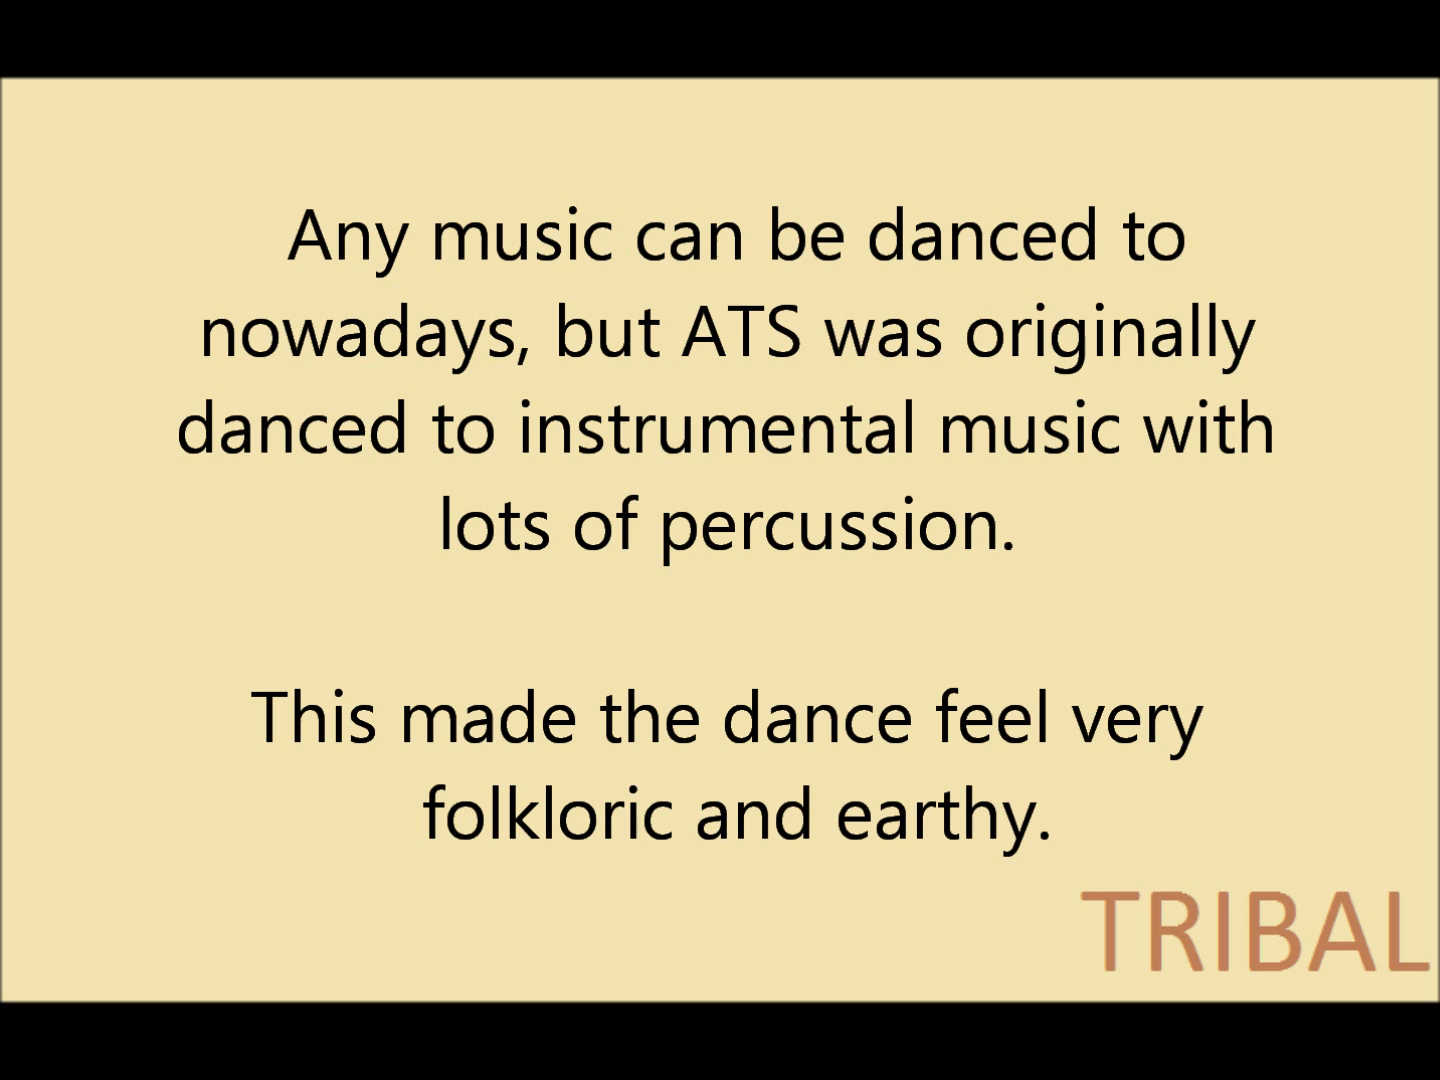 Any music can be danced to
nowadays, but ATS was originally
danced to instrumental music with
lots of percussion.
This made the dance feel very
folkloric and earthy.
TRIBAL